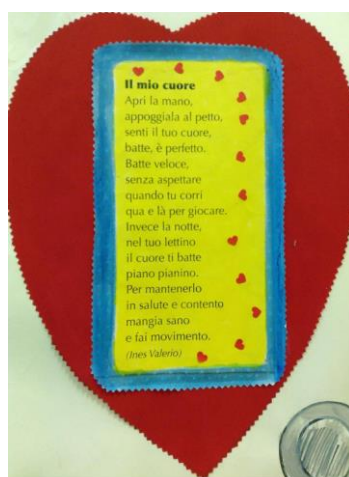 Il mio cuore
Apri la mano,
appoggiala al petto,
senti il tuo cuore,
batte, è perfetto.
Batte veloce,
senza aspettare
quando tu corri
qua e là per giocare.
Invece la notte,
nel tuo lettino
il cuore ti batte
piano pianino.
Per mantenerlo
in salute e contento
mangia sano
e fai movimento.
(Ines Valerio)